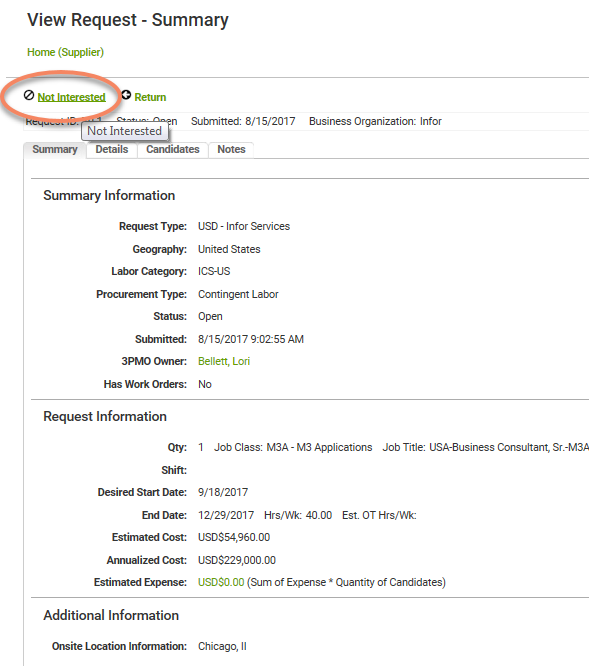 View Request - Summary
Home (Supplier)
Not Interested Return
Request ID: Status: Open Submitted: 8/15/2017 Business Organization: Infor
Not Interested
Summary Details Candidates Notes
Summary Information
Request Type: USD - Infor Services
Geography: United States
Labor Category: ICS-US
Procurement Type: Contingent Labor
Status: Open
Submitted: 8/15/2017 9:02:55 AM
3PMO Owner: Bellett, Lori
Has Work Orders: No
Request Information
Qty: 1 Job Class: M3A - M3 Applications Job Title: USA-Business Consultant, Sr.-M3A
Shift:
Desired Start Date: 9/18/2017
End Date: 12/29/2017 Hrs/Wk: 40.00 Est. OT Hrs/Wk:
Estimated Cost: USD$54,960.00
Annualized Cost: USD$229,000.00
Estimated Expense: USD$0.00 (Sum of Expense * Quantity of Candidates)
Additional Information
Onsite Location Information: Chicago, Il